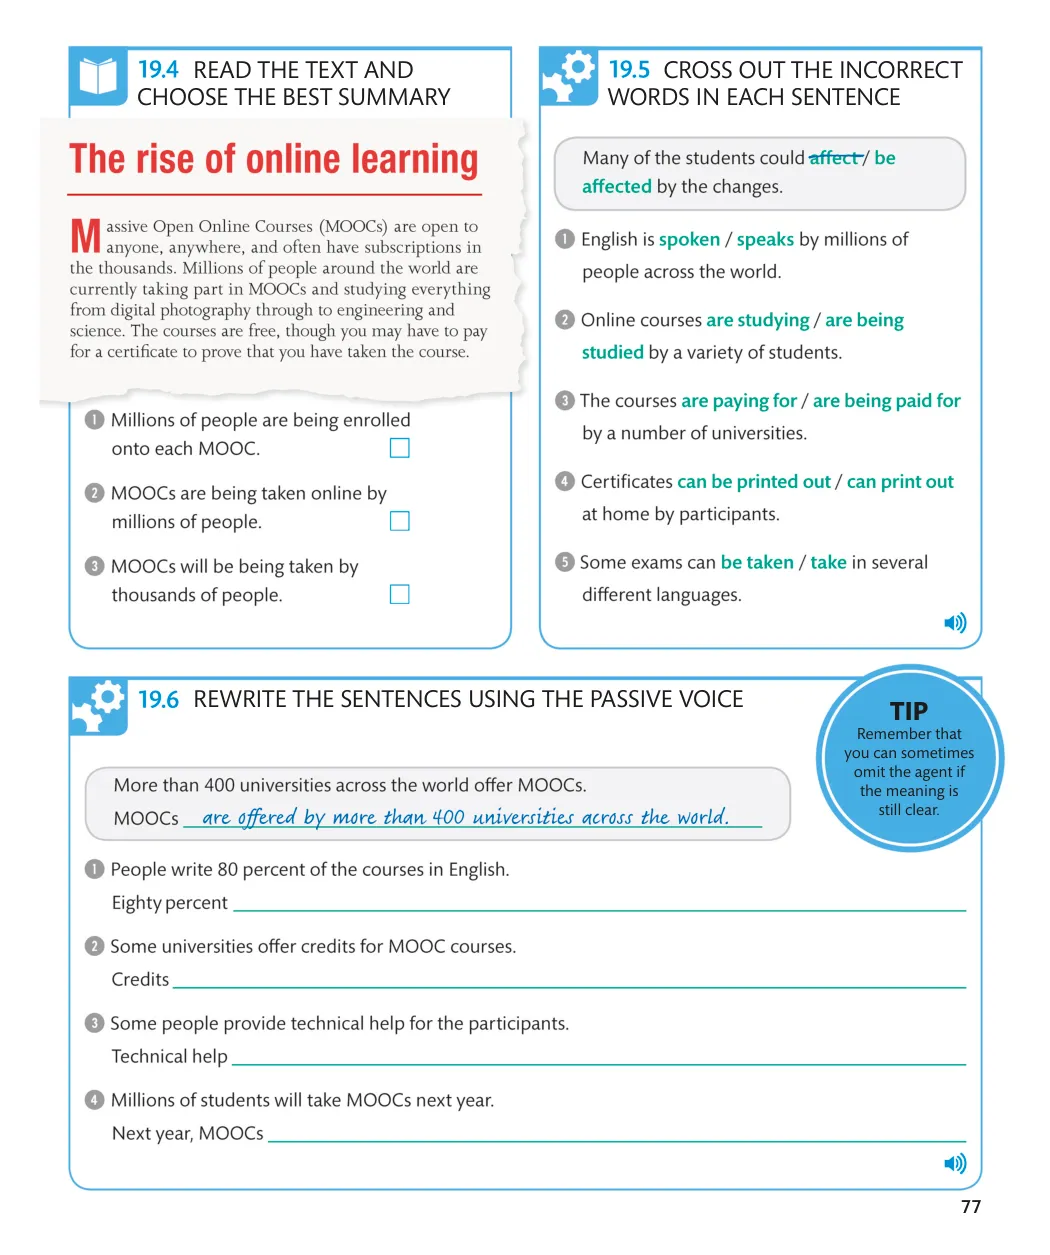 19.4 READ THE TEXT AND
CHOOSE THE BEST SUMMARY
The rise of online learning
Massive Open Online Courses (MOOCs) are open to
anyone, anywhere, and often have subscriptions in
the thousands. Millions of people around the world are
currently taking part in MOOCs and studying everything
from digital photography through to engineering and
science. The courses are free, though you may have to pay
for a certificate to prove that you have taken the course.
1 Millions of people are being enrolled
onto each MOOC.
2 MOOCs are being taken online by
millions of people.
3 MOOCs will be being taken by
thousands of people.
19.5 CROSS OUT THE INCORRECT
WORDS IN EACH SENTENCE
Many of the students could affect / be
affected by the changes.
1 English is spoken / speaks by millions of
people across the world.
2 Online courses are studying / are being
studied by a variety of students.
3 The courses are paying for / are being paid for
by a number of universities.
4 Certificates can be printed out / can print out
at home by participants.
5 Some exams can be taken / take in several
different languages.
19.6 REWRITE THE SENTENCES USING THE PASSIVE VOICE
TIP
Remember that
you can sometimes
omit the agent if
the meaning is
still clear.
More than 400 universities across the world offer MOOCs.
MOOCs are offered by more than 400 universities across the world.
1 People write 80 percent of the courses in English.
Eighty percent
2 Some universities offer credits for MOOC courses.
Credits
3 Some people provide technical help for the participants.
Technical help
4 Millions of students will take MOOCs next year.
Next year, MOOCs
77